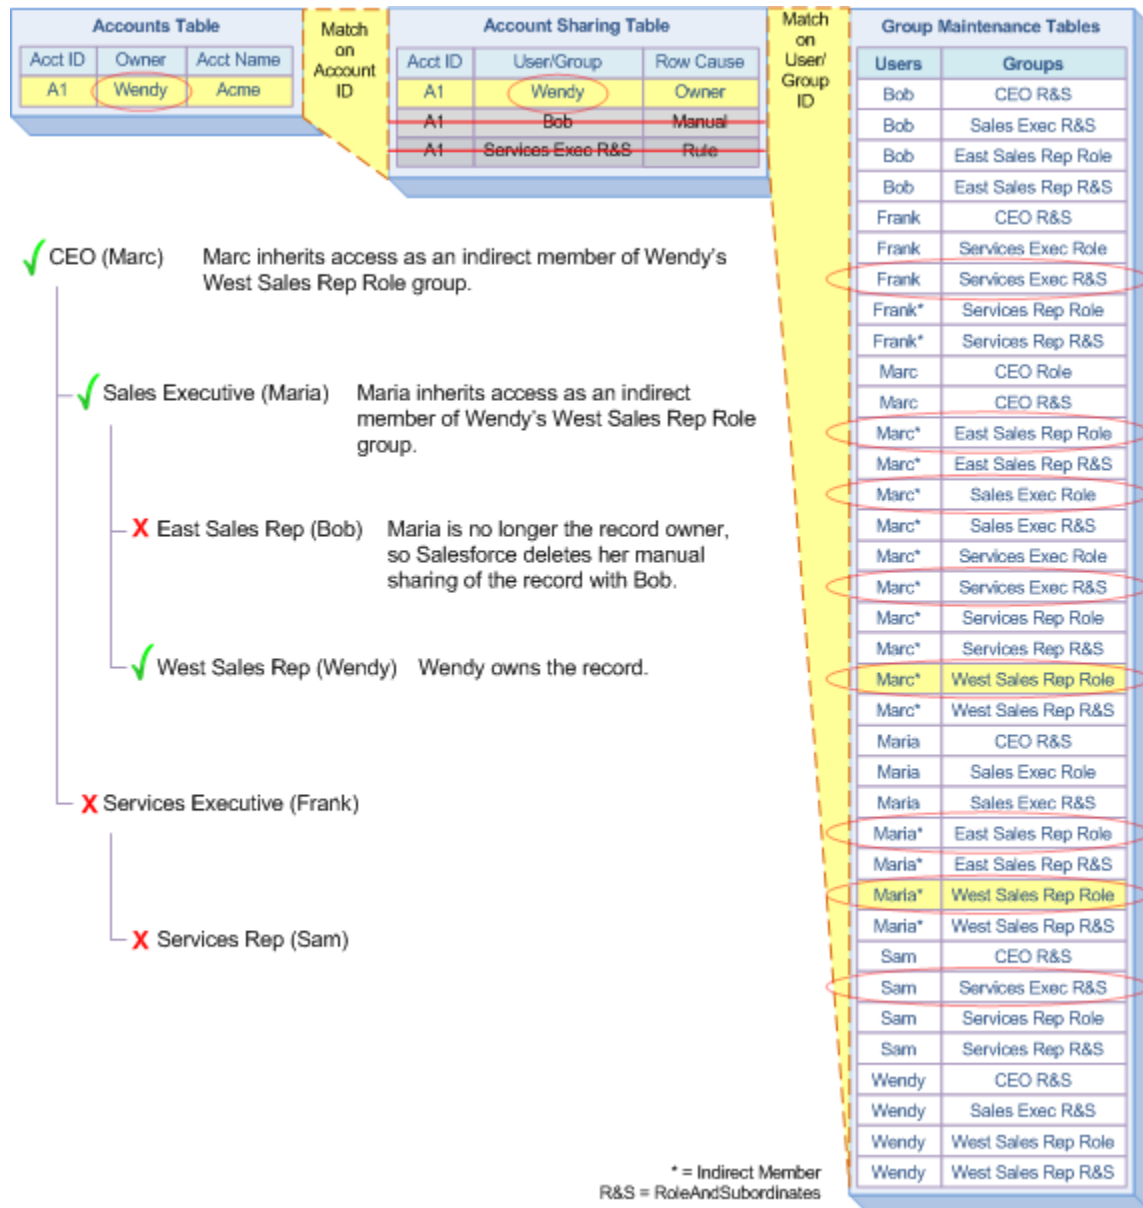 Accounts Table
Acct ID Owner Acct Name
A1 Wendy Acme
Match
on
Account
ID
Account Sharing Table
Acct ID User/Group Row Cause
A1 Wendy Owner
A1 Bob Manual
A1 Services Exec R&S Rule
Match
on
User/
Group
ID
Group Maintenance Tables
Users Groups
Bob CEO R&S
Bob Sales Exec R&S
Bob East Sales Rep Role
Bob East Sales Rep R&S
Frank CEO R&S
Frank Services Exec Role
Frank Services Exec R&S
Frank* Services Rep Role
Frank* Services Rep R&S
Marc CEO Role
Marc CEO R&S
Marc* East Sales Rep Role
Marc* East Sales Rep R&S
Marc* Sales Exec Role
Marc* Sales Exec R&S
Marc* Services Exec Role
Marc* Services Exec R&S
Marc* Services Rep Role
Marc* Services Rep R&S
Marc* West Sales Rep Role
Marc* West Sales Rep R&S
Maria CEO R&S
Maria Sales Exec Role
Maria Sales Exec R&S
Maria* East Sales Rep Role
Maria* East Sales Rep R&S
Maria* West Sales Rep Role
Maria* West Sales Rep R&S
Sam CEO R&S
Sam Services Exec R&S
Sam Services Rep Role
Sam Services Rep R&S
Wendy CEO R&S
Wendy Sales Exec R&S
Wendy West Sales Rep Role
Wendy West Sales Rep R&S
CEO (Marc) Marc inherits access as an indirect member of Wendy's
West Sales Rep Role group.
Sales Executive (Maria) Maria inherits access as an indirect
member of Wendy's West Sales Rep Role
group.
X East Sales Rep (Bob) Maria is no longer the record owner,
so Salesforce deletes her manual
sharing of the record with Bob.
West Sales Rep (Wendy) Wendy owns the record.
X Services Executive (Frank)
X Services Rep (Sam)
* = Indirect Member
R&S = RoleAndSubordinates